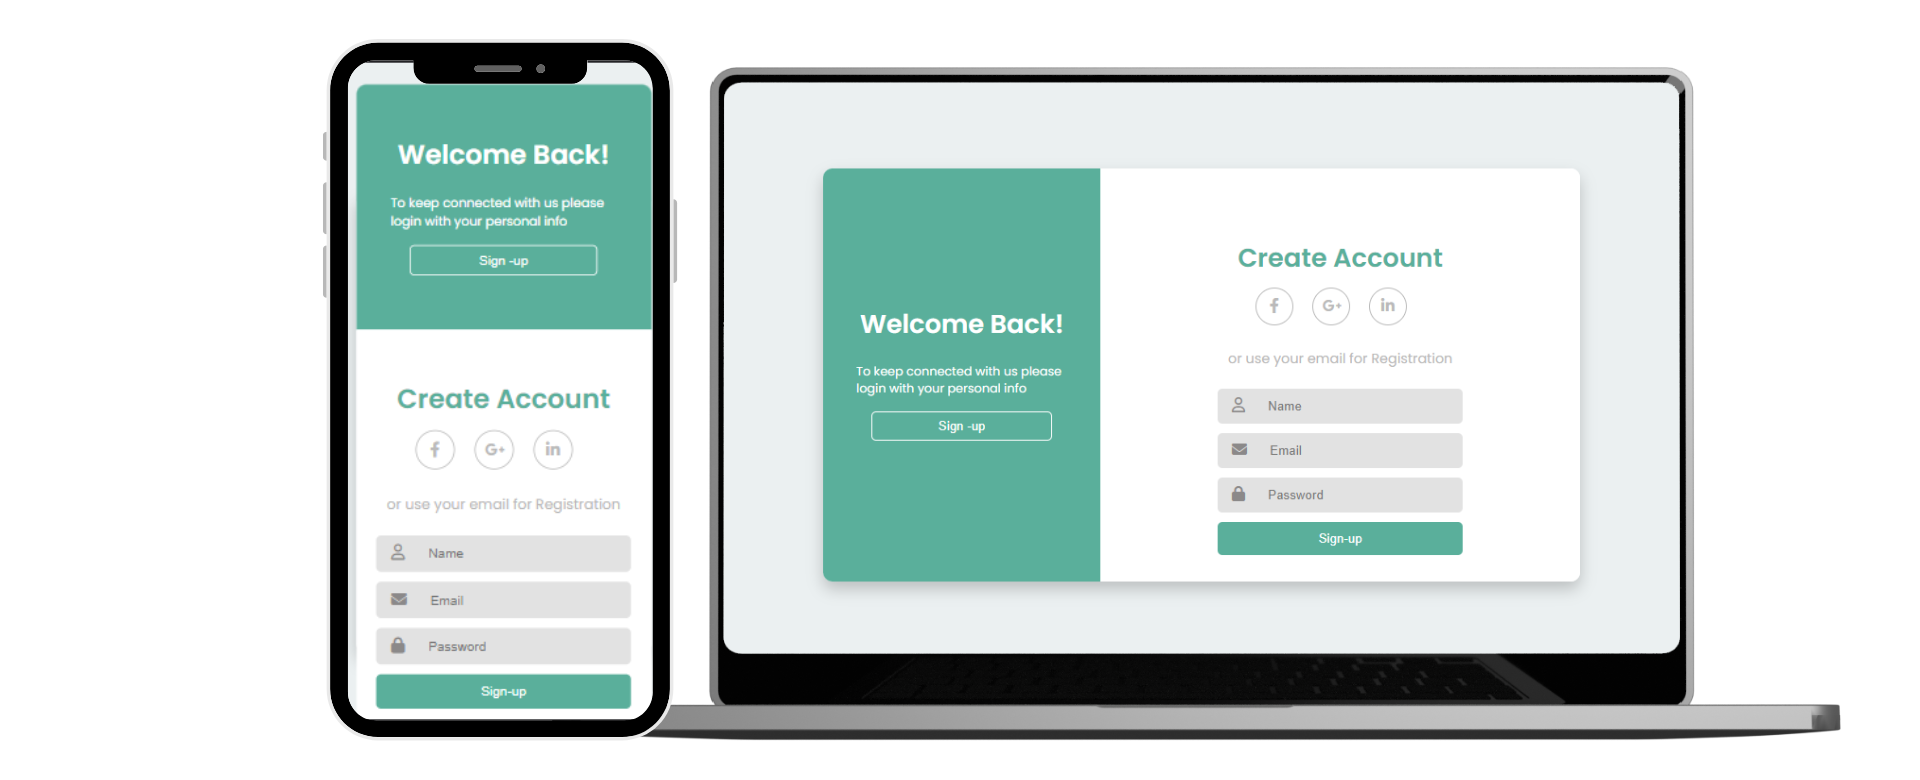 Welcome Back!
To keep connected with us please
login with your personal info
Sign -up
Create Account
f
G+
in
or use your email for Registration
Name
Email
Password
Sign-up
Welcome Back!
To keep connected with us please
login with your personal info
Sign -up
Create Account
f
G+
in
or use your email for Registration
Name
Email
Password
Sign-up